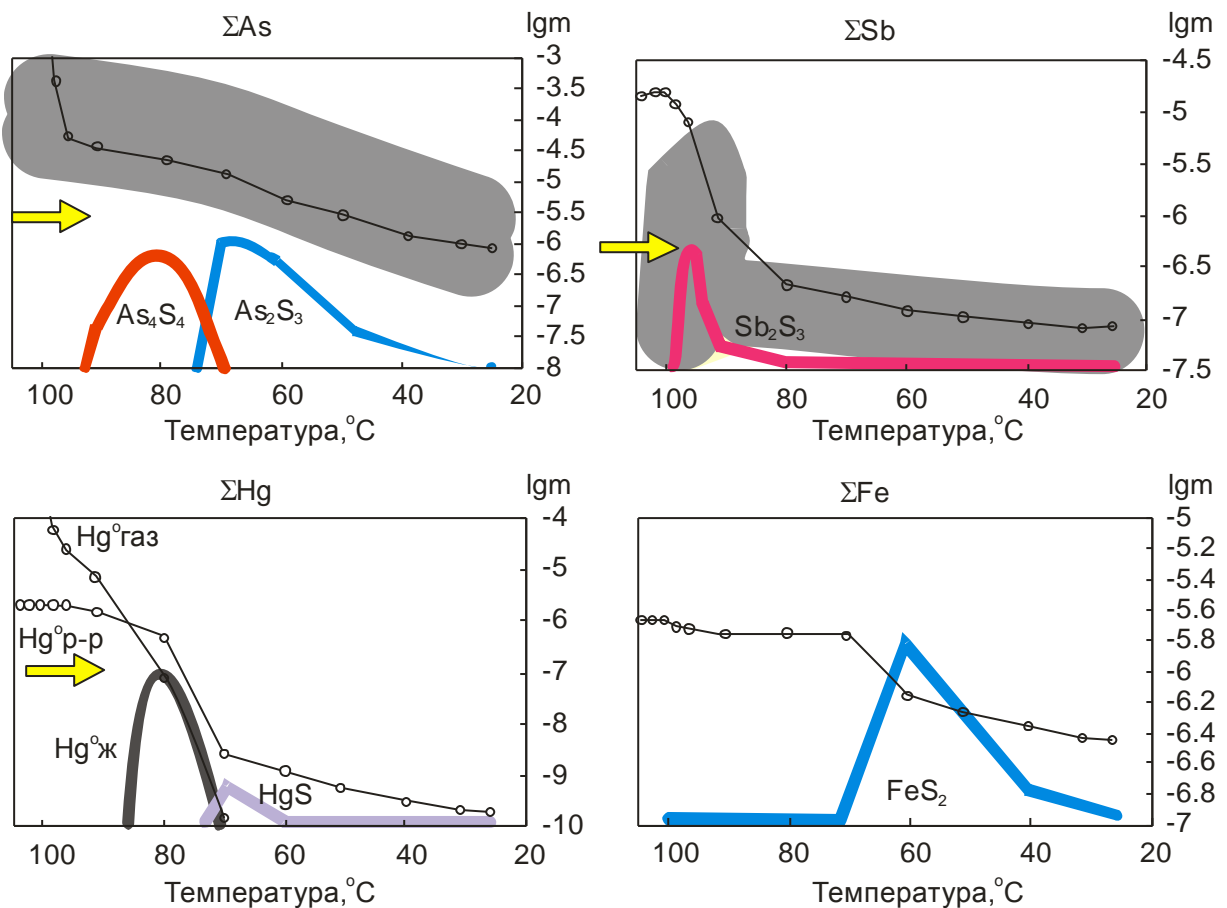 ΣAs
lgm
-3
-3.5
-4
-4.5
-5
-5.5
-6
-6.5
-7
-7.5
-8
As₄S₄
As₂S₃
100
80
60
40
20
Температура,°С
ΣSb
lgm
-4.5
-5
-5.5
-6
-6.5
-7
-7.5
Sb₂S₃
100
80
60
40
20
Температура,°С
ΣHg
lgm
-4
-5
-6
-7
-8
-9
-10
Hg°газ
Hg°р-р
Hg°ж
HgS
100
80
60
40
20
Температура,°С
ΣFe
lgm
-5
-5.2
-5.4
-5.6
-5.8
-6
-6.2
-6.4
-6.6
-6.8
-7
FeS₂
100
80
60
40
20
Температура,°С